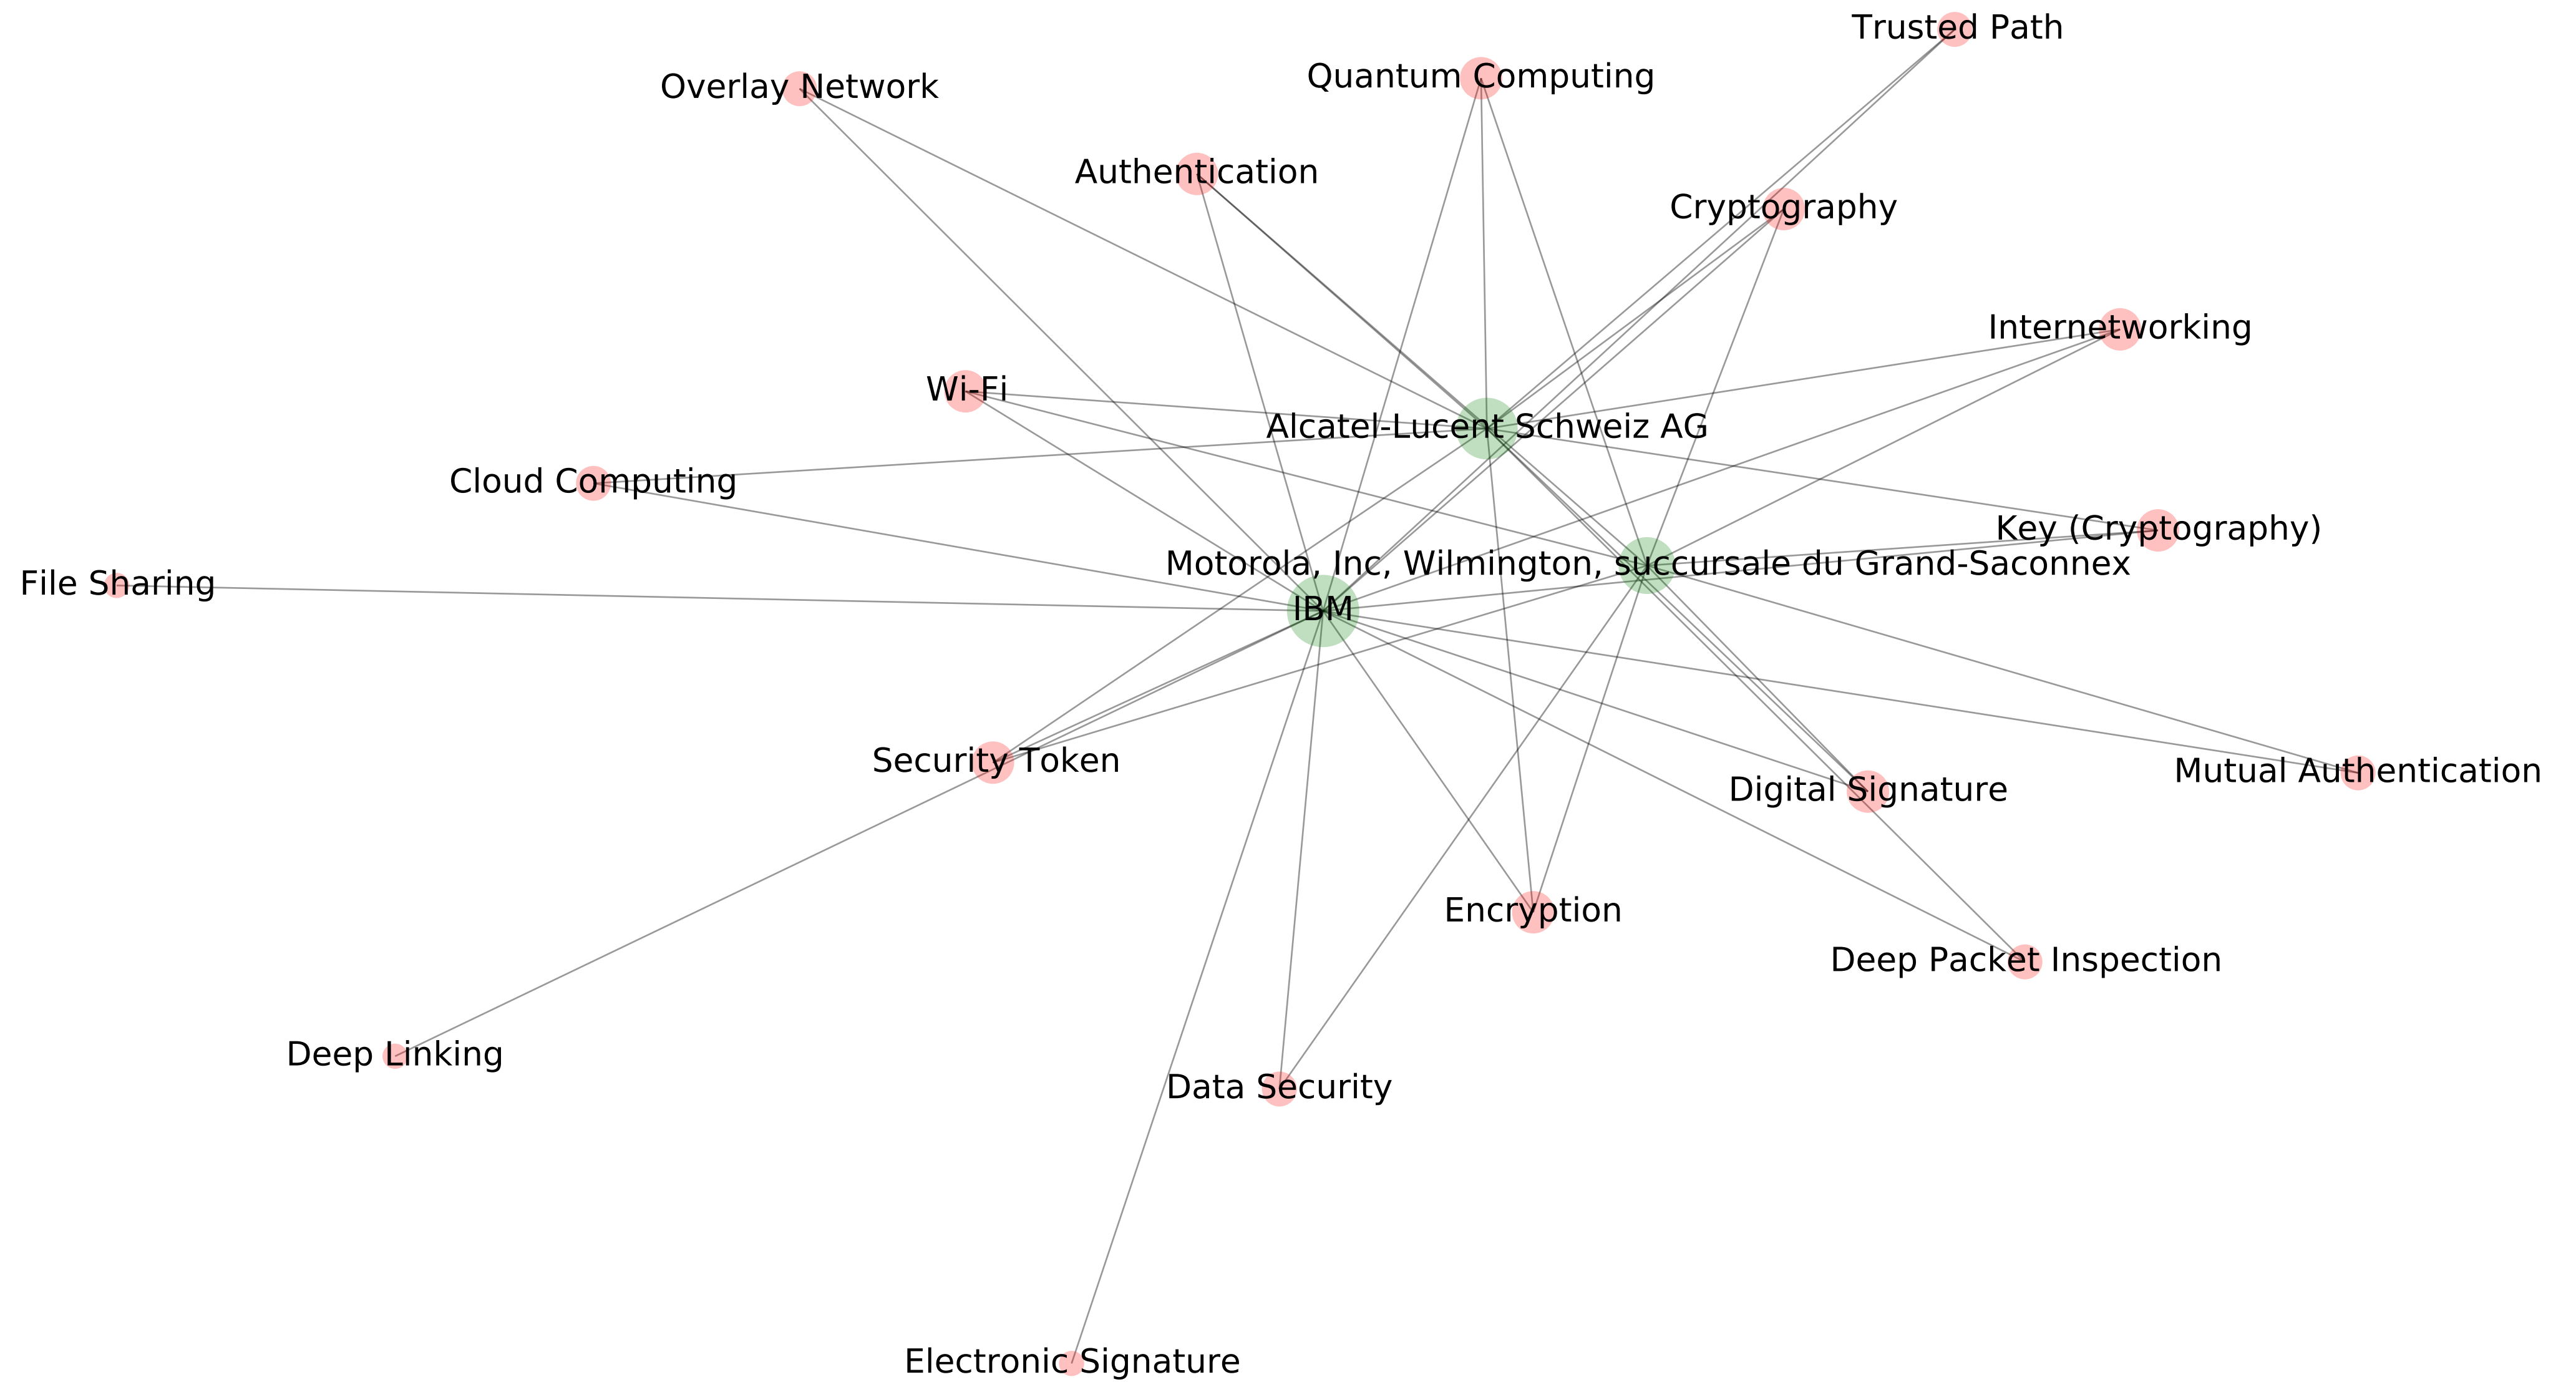 Trusted Path
Quantum Computing
Overlay Network
Authentication
Cryptography
Internetworking
Wi-Fi
Alcatel-Lucent Schweiz AG
Cloud Computing
Key (Cryptography)
Motorola, Inc, Wilmington, succursale du Grand-Saconnex
File Sharing
IBM
Security Token
Mutual Authentication
Digital Signature
Encryption
Deep Packet Inspection
Deep Linking
Data Security
Electronic Signature